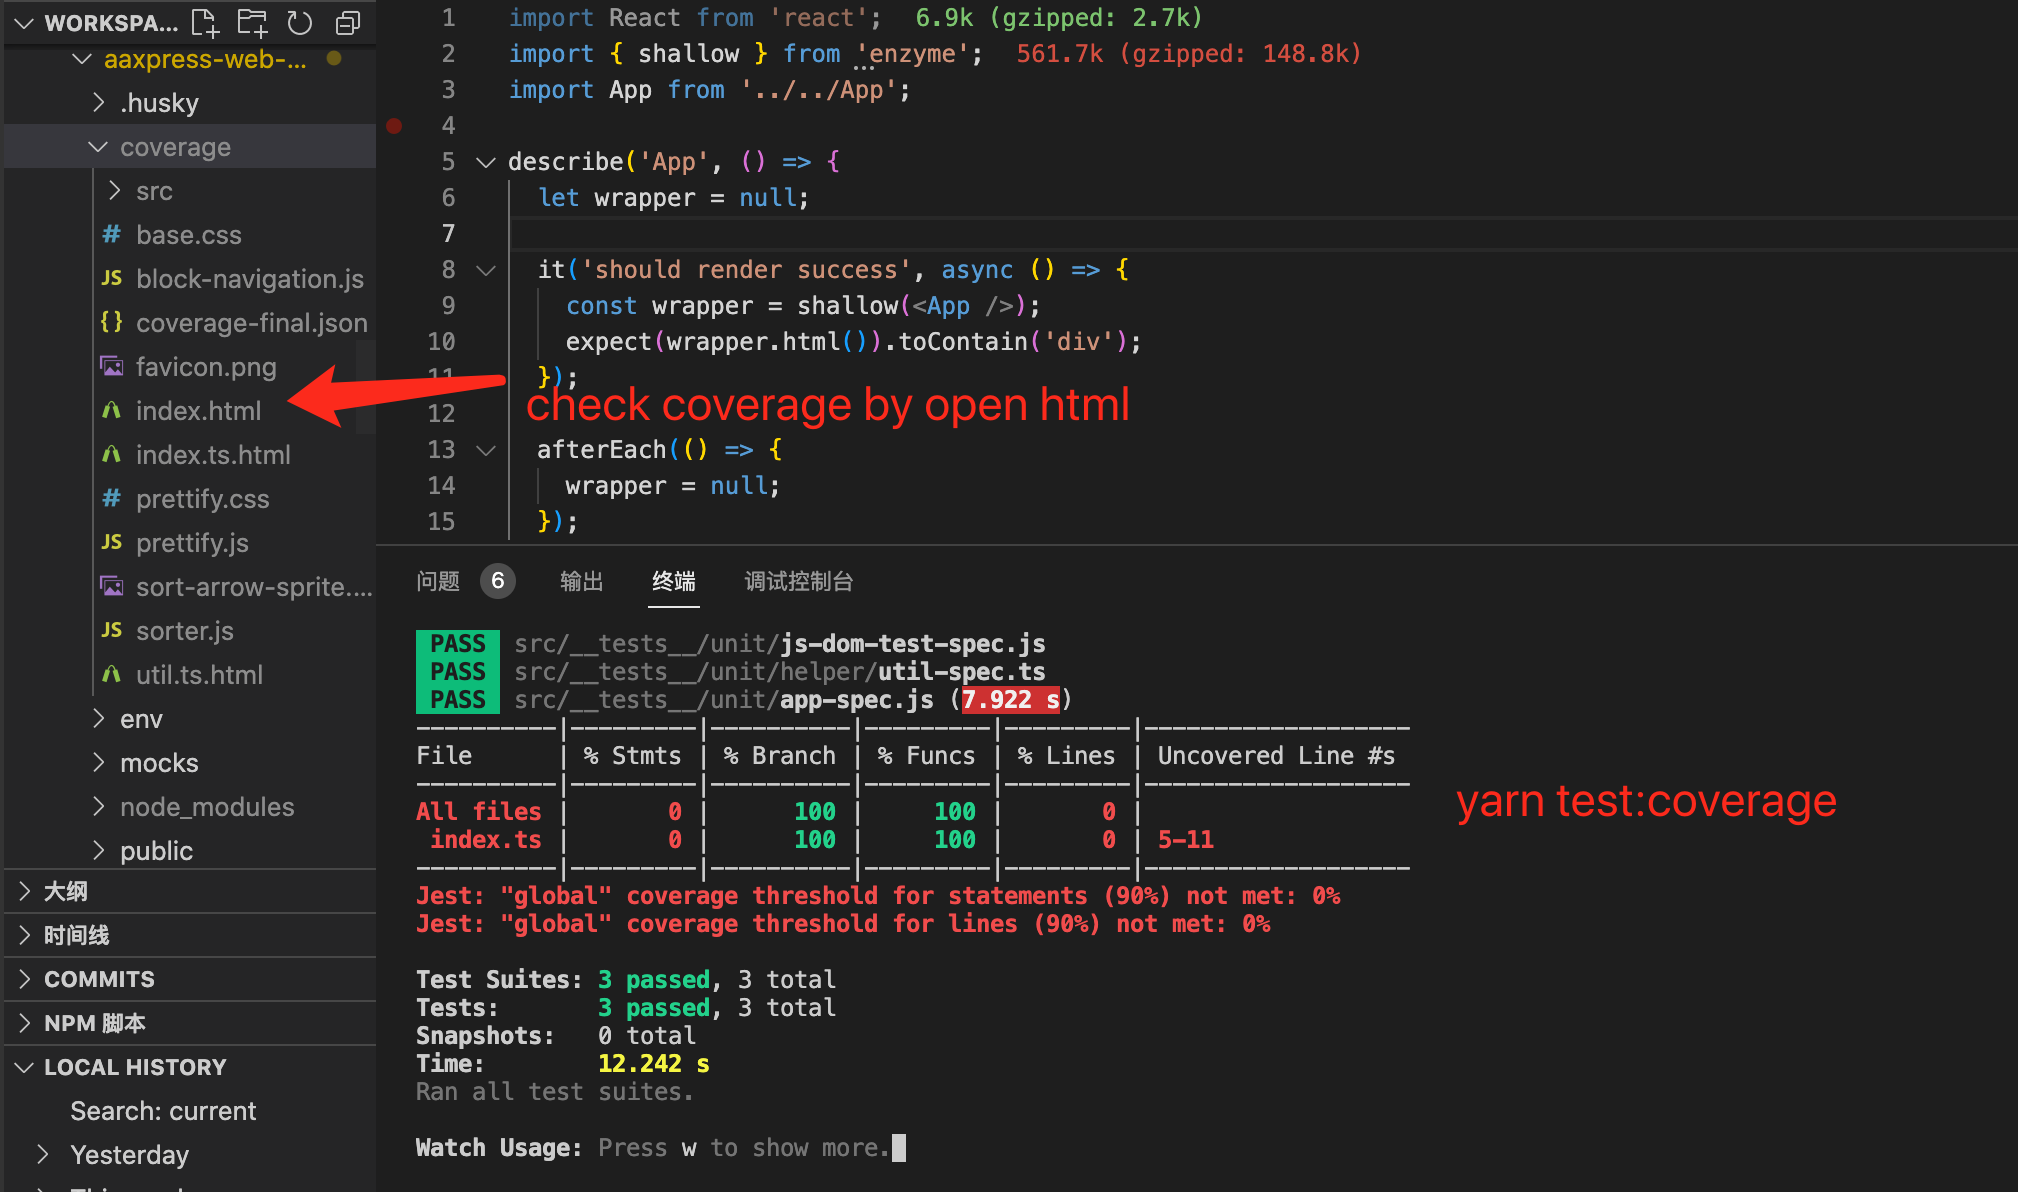 WORKSPA...
aaxpress-web-...
.husky
coverage
src
# base.css
JS block-navigation.js
{} coverage-final.json
favicon.png
index.html
index.ts.html
# prettify.css
JS prettify.js
sort-arrow-sprite....
JS sorter.js
util.ts.html
env
mocks
node_modules
public
大纲
时间线
COMMITS
NPM 脚本
LOCAL HISTORY
Search: current
Yesterday
1 import React from 'react'; 6.9k (gzipped: 2.7k)
2 import { shallow } from 'enzyme'; 561.7k (gzipped: 148.8k)
3 import App from '../../App';
4
5 describe('App', () => {
6 let wrapper = null;
7
8 it('should render success', async () => {
9 const wrapper = shallow(<App />);
10 expect(wrapper.html()).toContain('div');
11 });
check coverage by open html
12
13 afterEach(() => {
14 wrapper = null;
15 });
问题 6 输出 终端 调试控制台
PASS src/__tests__/unit/js-dom-test-spec.js
PASS src/__tests__/unit/helper/util-spec.ts
PASS src/__tests__/unit/app-spec.js (7.922 s)
----------|---------|----------|---------|---------|-------------------
File | % Stmts | % Branch | % Funcs | % Lines | Uncovered Line #s
----------|---------|----------|---------|---------|-------------------
All files | 0 | 100 | 100 | 0 |
index.ts | 0 | 100 | 100 | 0 | 5-11
----------|---------|----------|---------|---------|-------------------
yarn test:coverage
Jest: "global" coverage threshold for statements (90%) not met: 0%
Jest: "global" coverage threshold for lines (90%) not met: 0%
Test Suites: 3 passed, 3 total
Tests: 3 passed, 3 total
Snapshots: 0 total
Time: 12.242 s
Ran all test suites.
Watch Usage: Press w to show more.